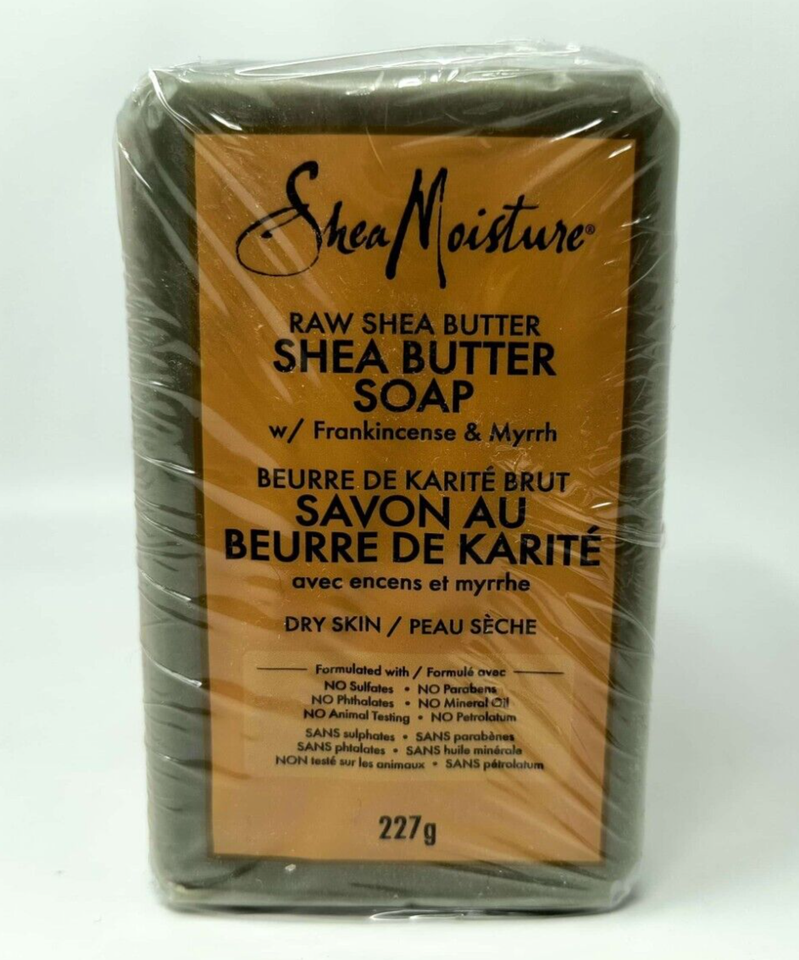 SheaMoisture®
RAW SHEA BUTTER
SHEA BUTTER
SOAP
w/ Frankincense & Myrrh
BEURRE DE KARITÉ BRUT
SAVON AU
BEURRE DE KARITÉ
avec encens et myrrhe
DRY SKIN / PEAU SÈCHE
Formulated with / Formulé avec
NO Sulfates • NO Parabens
NO Phthalates • NO Mineral Oil
NO Animal Testing • NO Petrolatum
SANS sulphates • SANS parabènes
SANS phtalates • SANS huile minérale
NON testé sur les animaux • SANS pétrolatum
227g